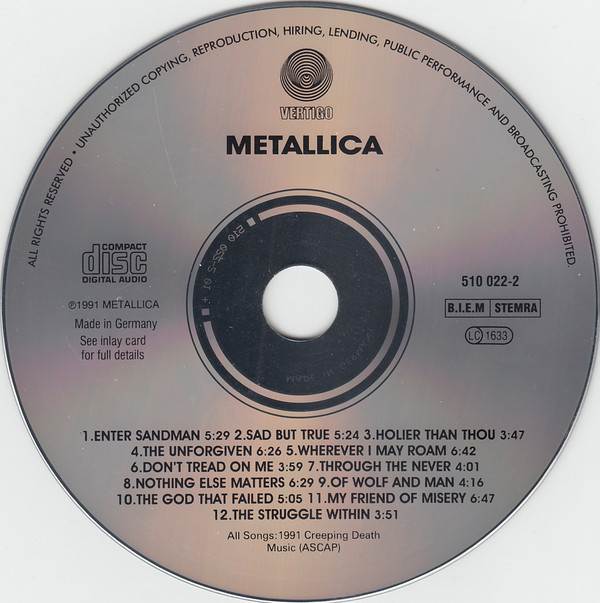 ALL RIGHTS RESERVED • UNAUTHORIZED COPYING, REPRODUCTION, HIRING, LENDING, PUBLIC PERFORMANCE AND BROADCASTING PROHIBITED.
VERTIGO
METALLICA
COMPACT
disc
DIGITAL AUDIO
510 022-2
℗1991 METALLICA
B.I.E.M STEMRA
Made in Germany
LC 1633
See inlay card
for full details
1.ENTER SANDMAN 5:29 2.SAD BUT TRUE 5:24 3.HOLIER THAN THOU 3:47
4.THE UNFORGIVEN 6:26 5.WHEREVER I MAY ROAM 6:42
6.DON'T TREAD ON ME 3:59 7.THROUGH THE NEVER 4:01
8.NOTHING ELSE MATTERS 6:29 9.OF WOLF AND MAN 4:16
10.THE GOD THAT FAILED 5:05 11.MY FRIEND OF MISERY 6:47
12.THE STRUGGLE WITHIN 3:51
All Songs:1991 Creeping Death
Music (ASCAP)